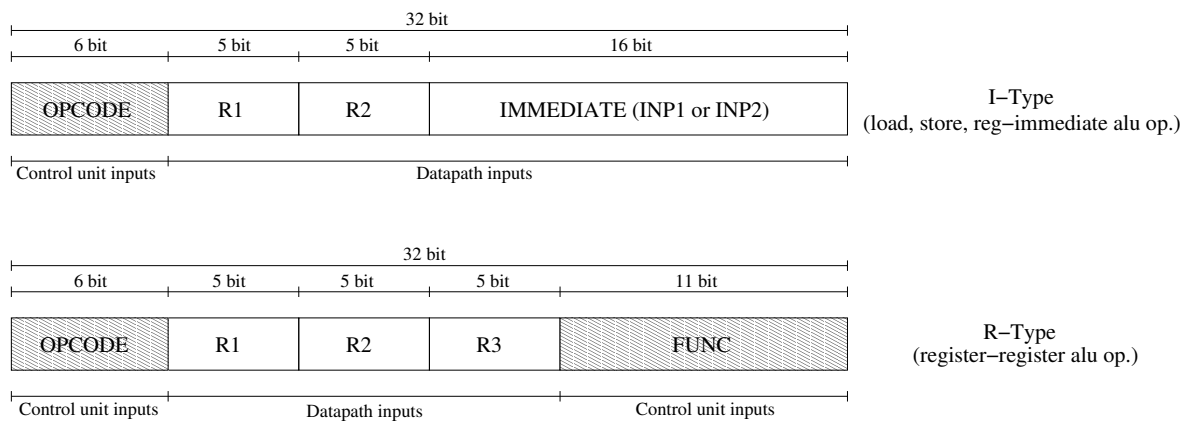 32 bit
6 bit 5 bit 5 bit 16 bit
OPCODE R1 R2 IMMEDIATE (INP1 or INP2)
I−Type
(load, store, reg−immediate alu op.)
Control unit inputs Datapath inputs
32 bit
6 bit 5 bit 5 bit 5 bit 11 bit
OPCODE R1 R2 R3 FUNC
R−Type
(register−register alu op.)
Control unit inputs Datapath inputs Control unit inputs